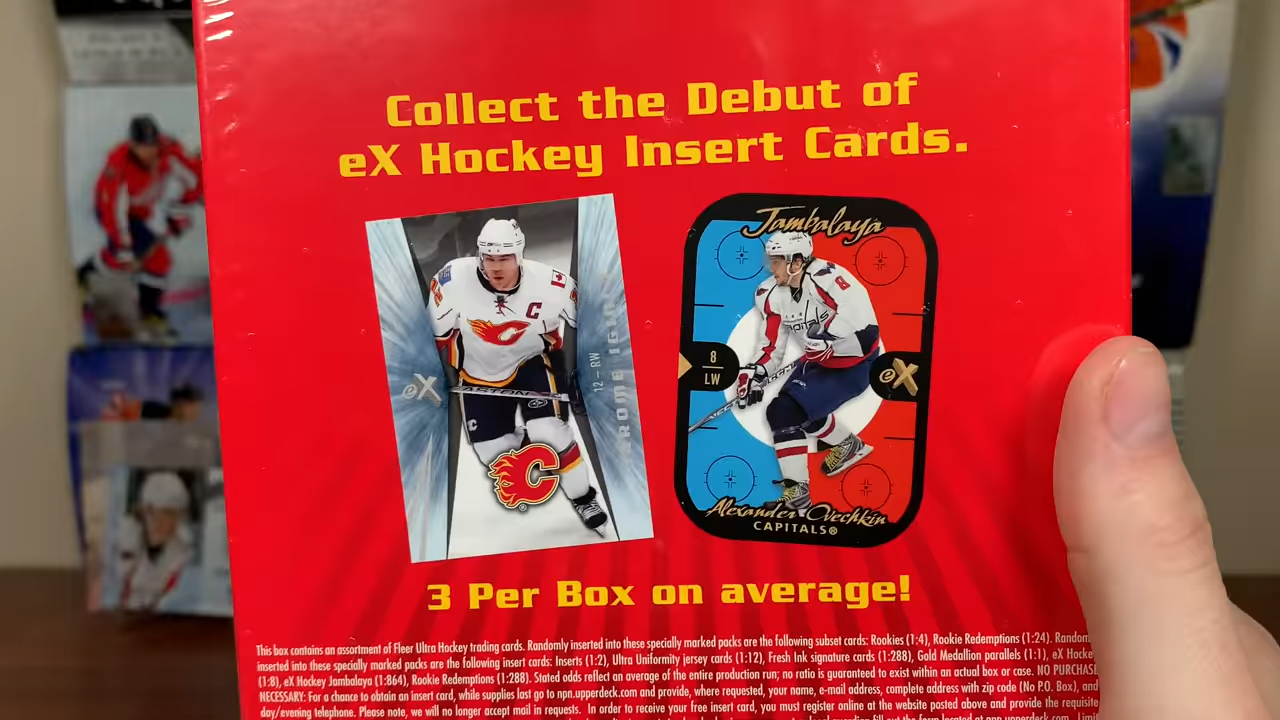 Collect the Debut of
eX Hockey Insert Cards.
eX
12 – RW
JAROME IGINLA
C
Jambalaya
8
8
LW
eX
Alexander Ovechkin
CAPITALS®
3 Per Box on average!
This box contains an assortment of Fleer Ultra Hockey trading cards. Randomly inserted into these specially marked packs are the following subset cards: Rookies (1:4), Rookie Redemptions (1:24). Random
inserted into these specially marked packs are the following insert cards: Inserts (1:2), Ultra Uniformity jersey cards (1:12), Fresh Ink signature cards (1:288), Gold Medallion parallels (1:1), eX Hockey
(1:8), eX Hockey Jambalaya (1:864), Rookie Redemptions (1:288). Stated odds reflect an average of the entire production run; no ratio is guaranteed to exist within an actual box or case. NO PURCHASE
NECESSARY: For a chance to obtain an insert card, while supplies last go to npn.upperdeck.com and provide, where requested, your name, e-mail address, complete address with zip code (No P.O. Box), and
day/evening telephone. Please note, we will no longer accept mail in requests. In order to receive your free insert card, you must register online at the website posted above and provide the requisite